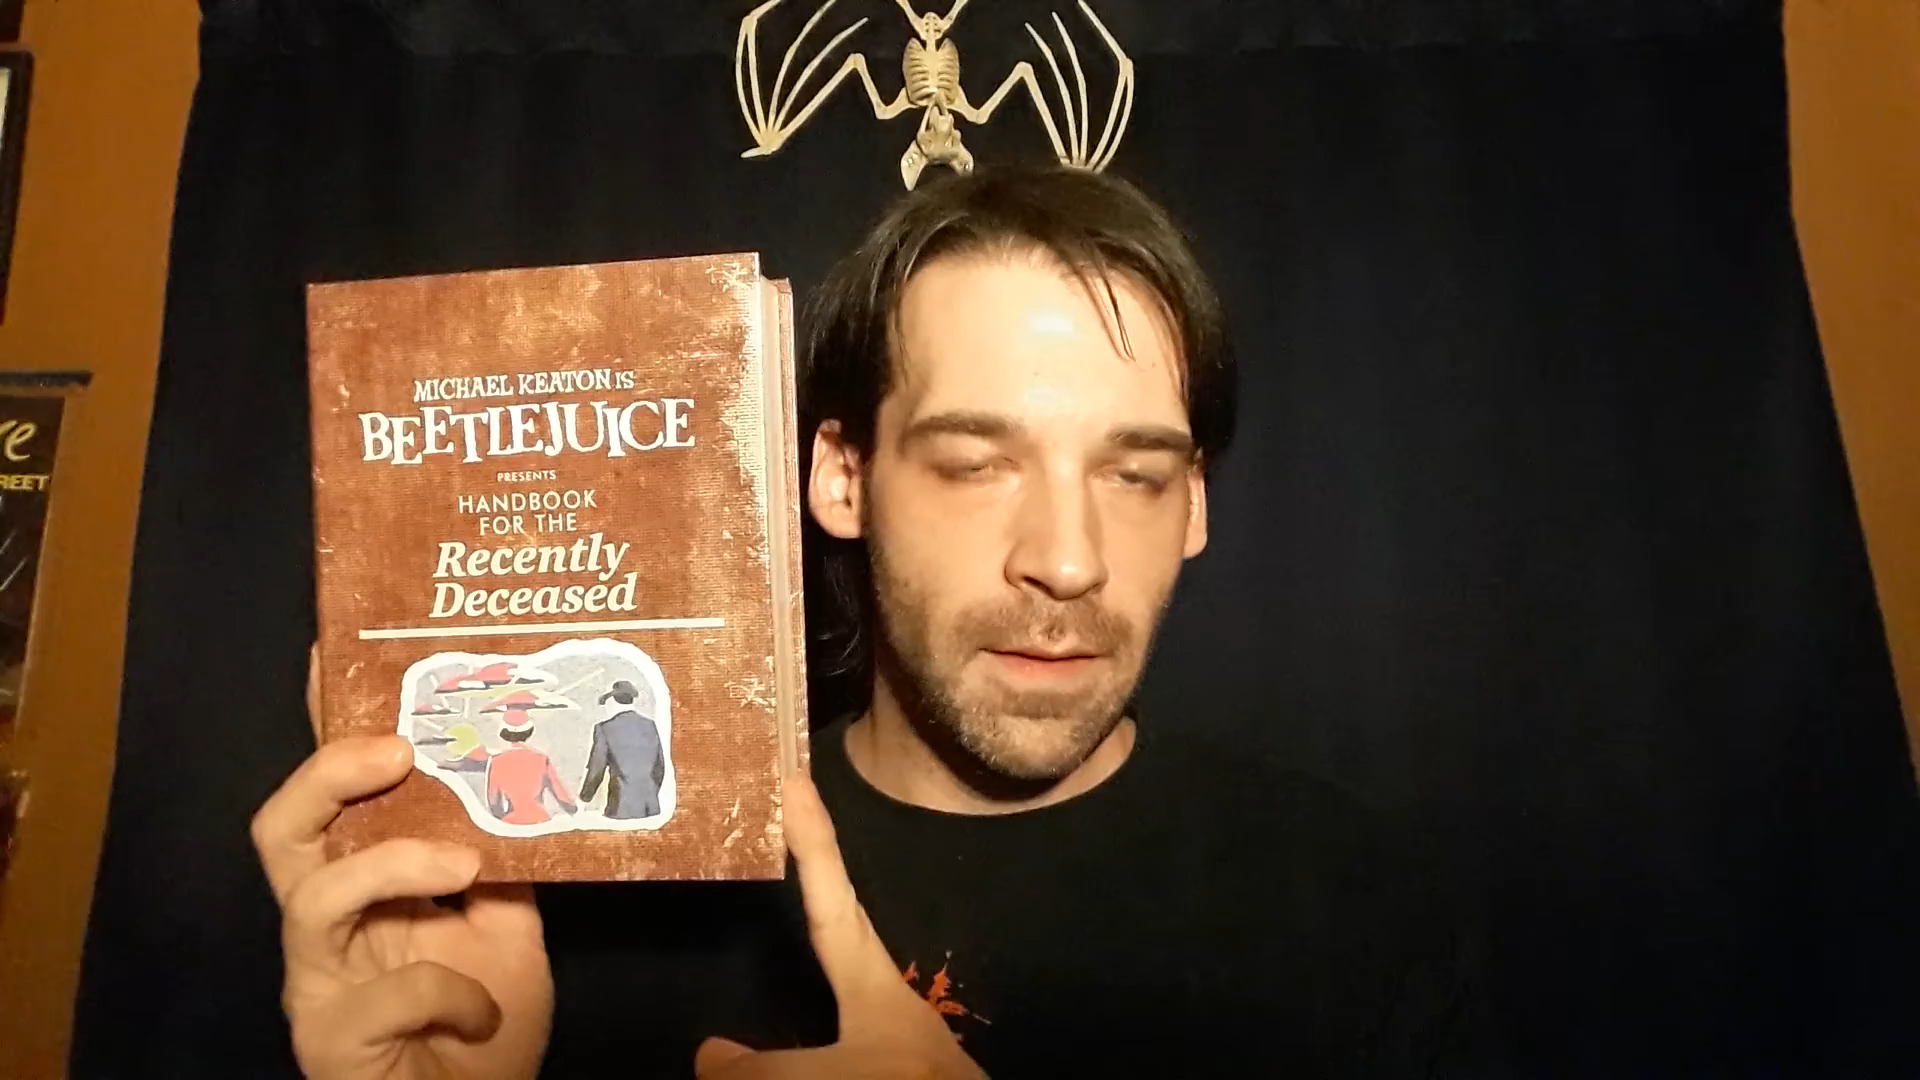 MICHAEL KEATON IS
BEETLEJUICE
PRESENTS
HANDBOOK
FOR THE
Recently
Deceased